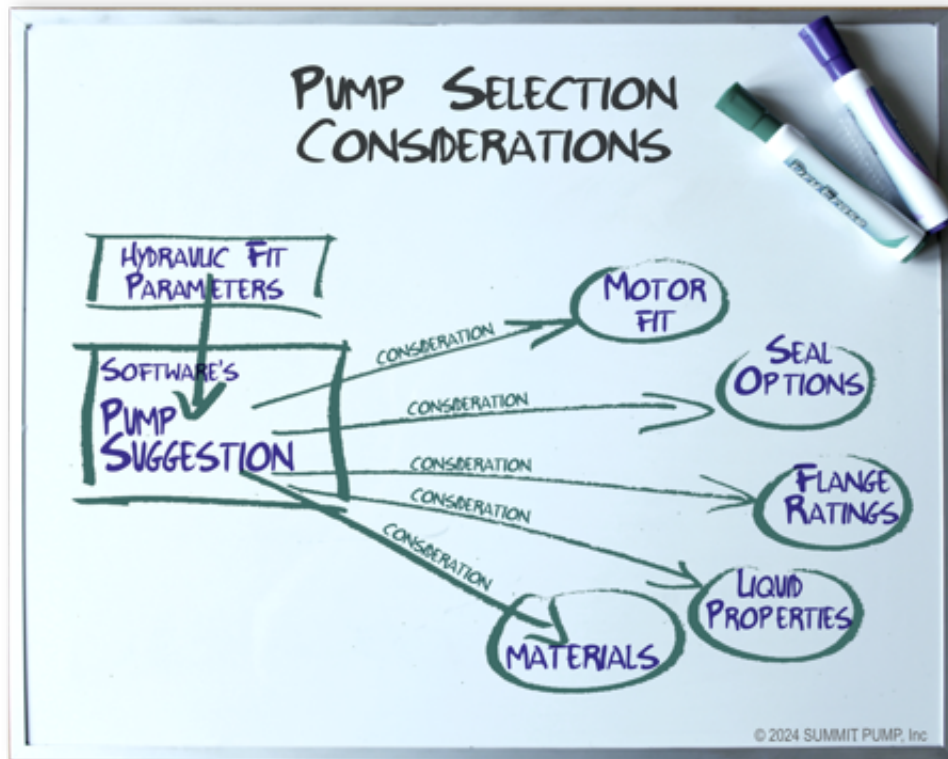 PUMP SELECTION
CONSIDERATIONS
HYDRAULIC FIT
PARAMETERS
SOFTWARE'S
PUMP
SUGGESTION
CONSIDERATION
MOTOR
FIT
CONSIDERATION
SEAL
OPTIONS
CONSIDERATION
FLANGE
RATINGS
CONSIDERATION
LIQUID
PROPERTIES
CONSIDERATION
MATERIALS
© 2024 SUMMIT PUMP, Inc